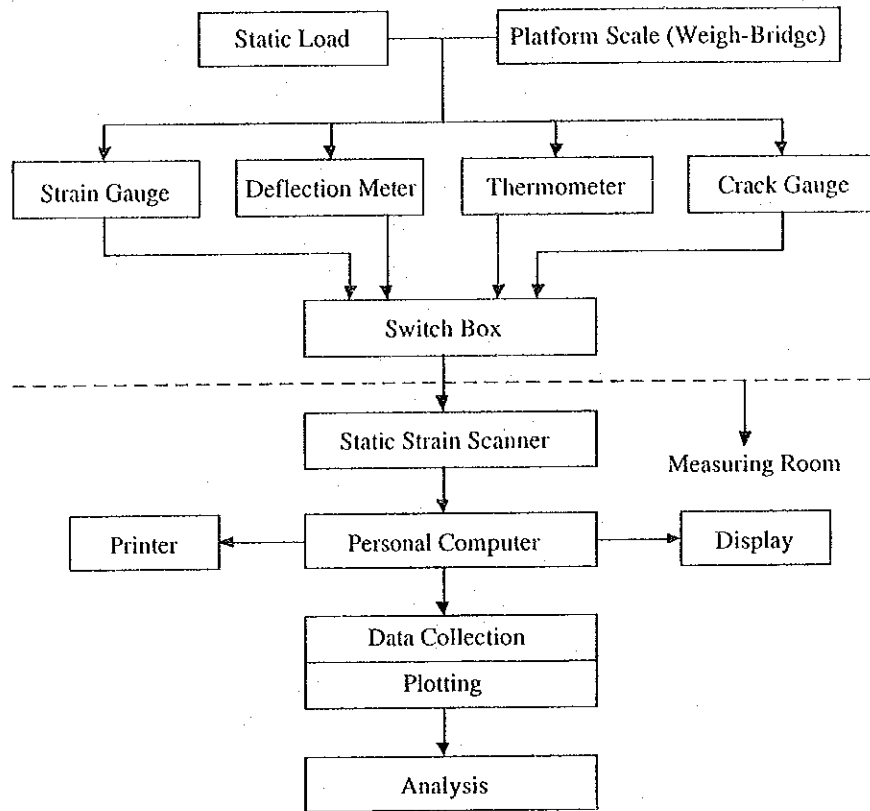 Static Load
Platform Scale (Weigh-Bridge)
Strain Gauge
Deflection Meter
Thermometer
Crack Gauge
Switch Box
Static Strain Scanner
Measuring Room
Printer
Personal Computer
Display
Data Collection
Plotting
Analysis